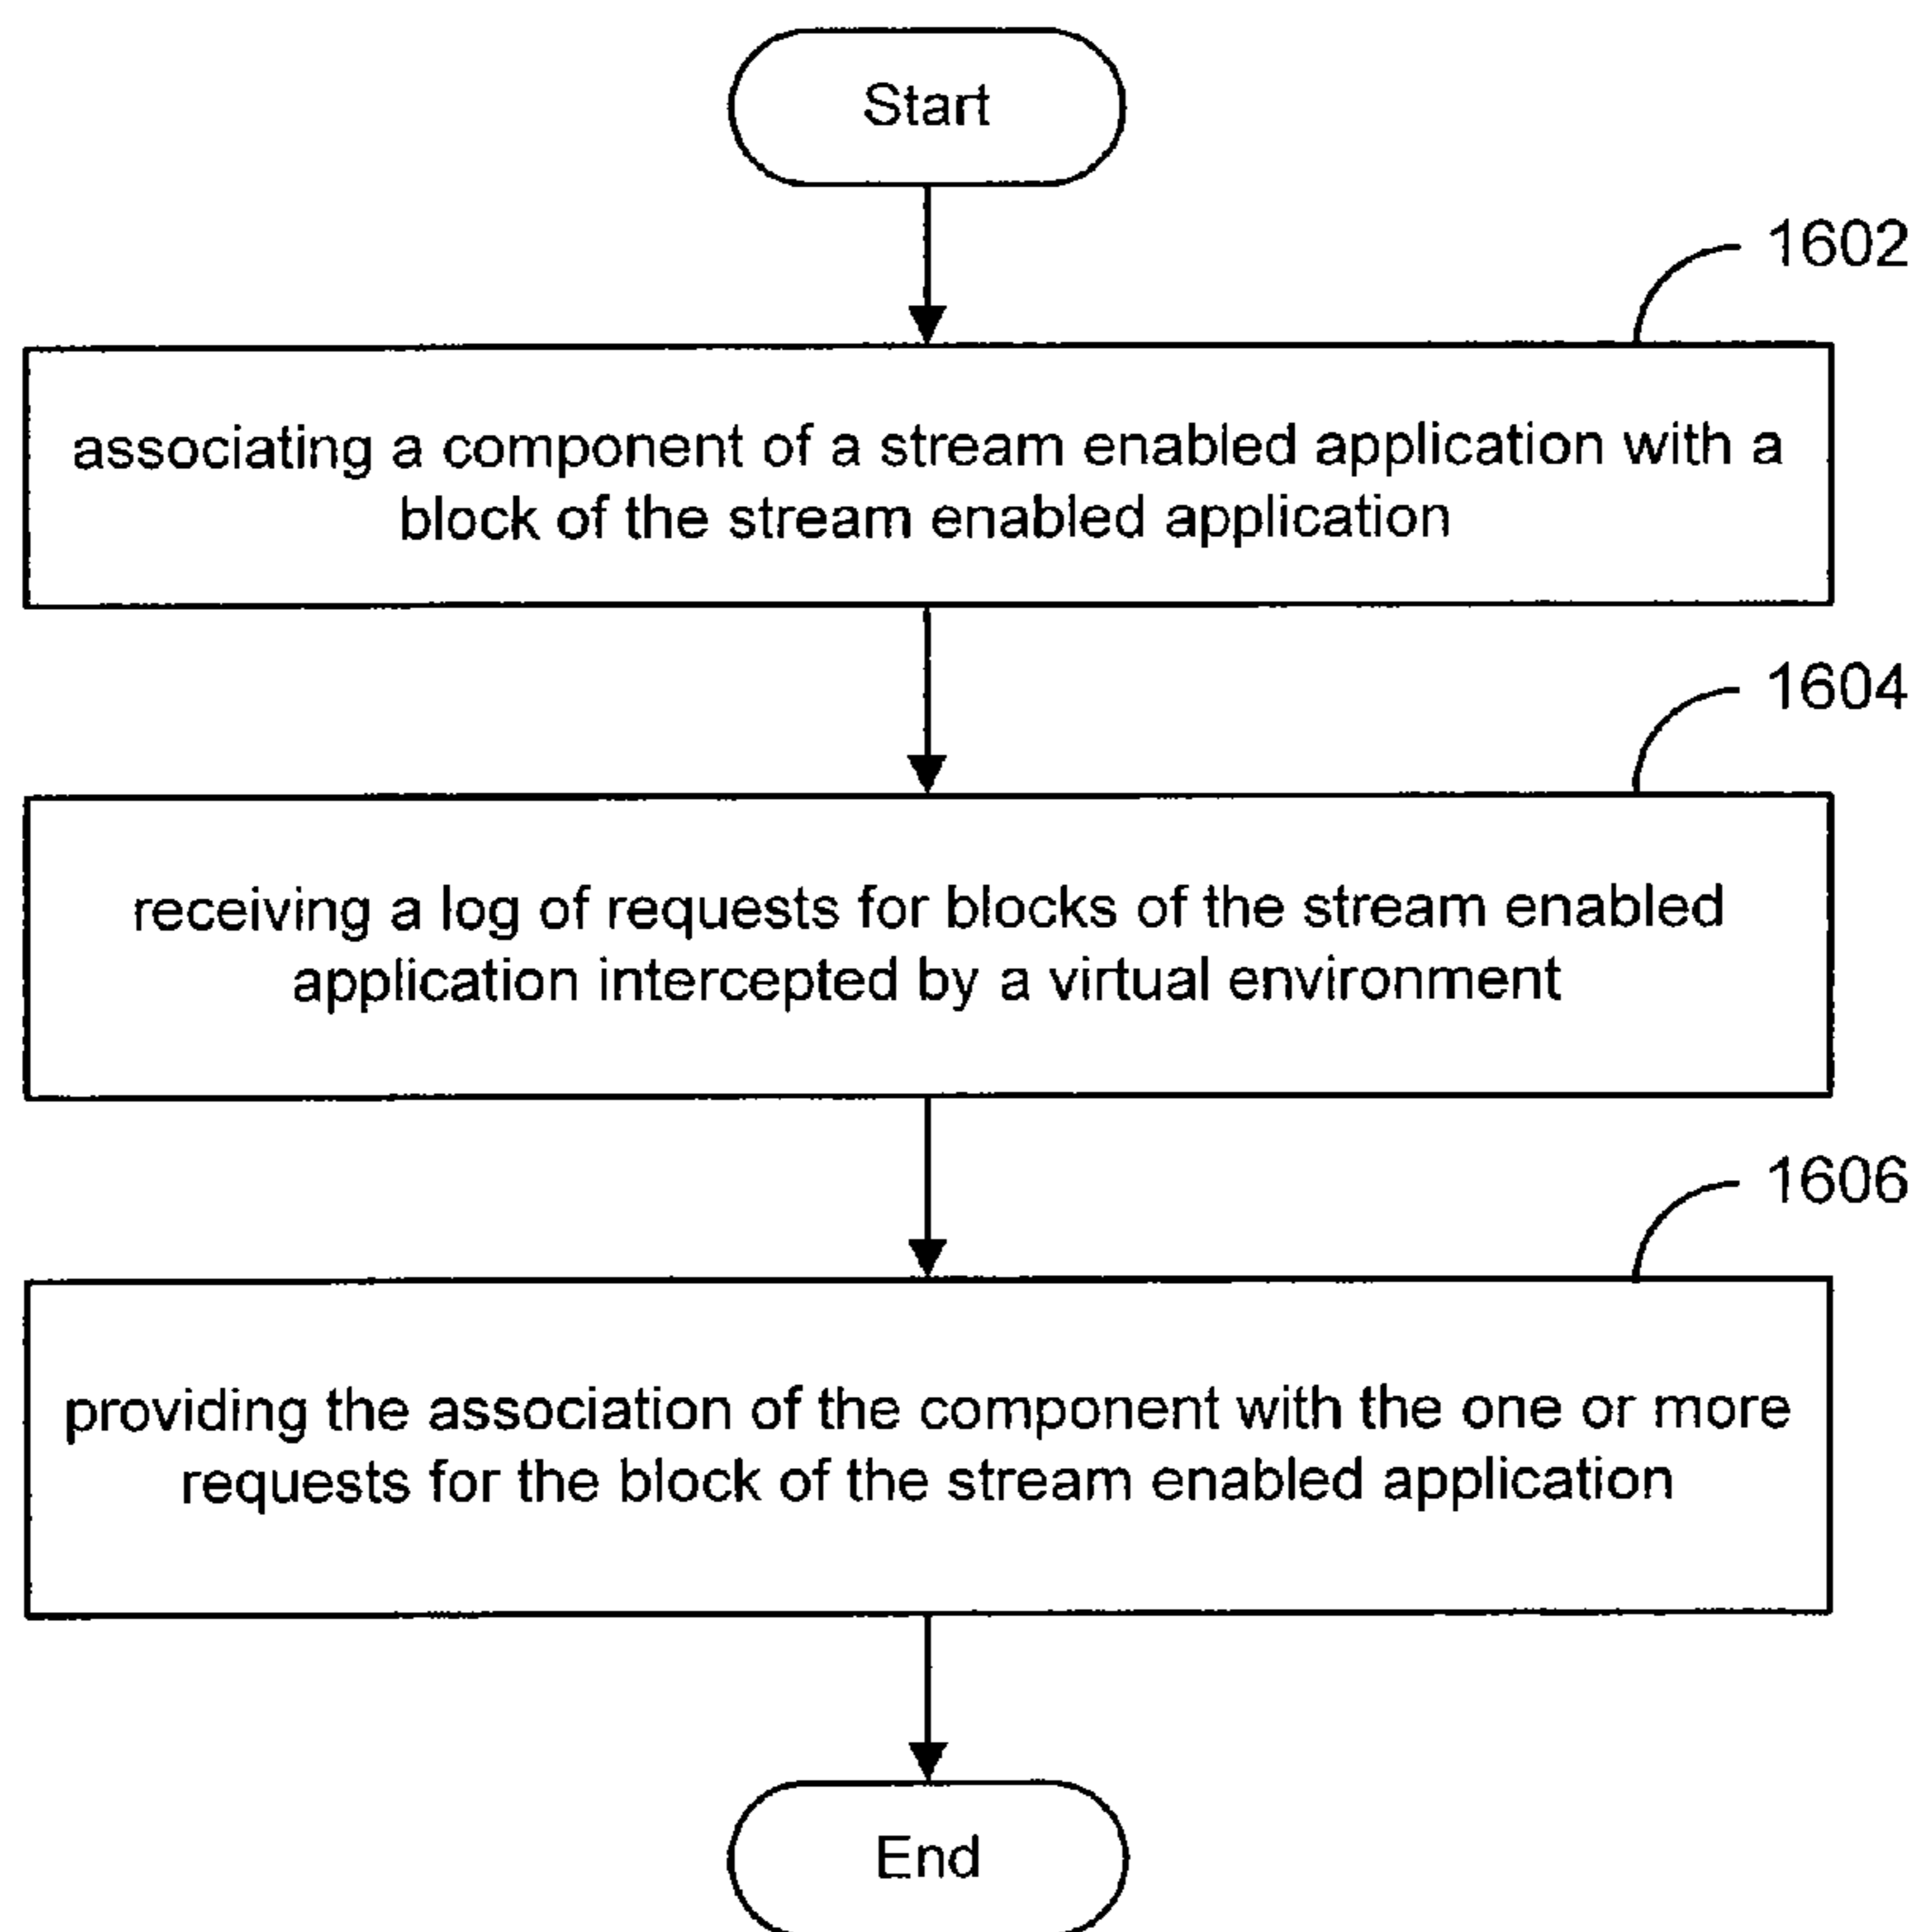 Start
1602
associating a component of a stream enabled application with a
block of the stream enabled application
1604
receiving a log of requests for blocks of the stream enabled
application intercepted by a virtual environment
1606
providing the association of the component with the one or more
requests for the block of the stream enabled application
End